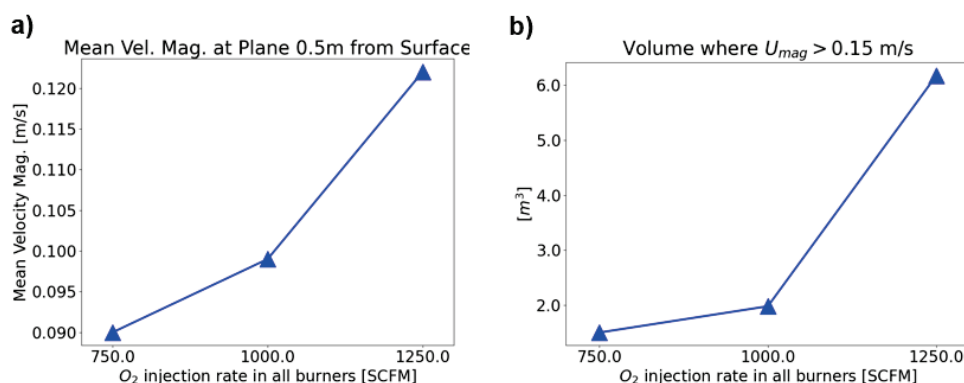 a)
Mean Vel. Mag. at Plane 0.5m from Surface
Mean Velocity Mag. [m/s]
0.120
0.115
0.110
0.105
0.100
0.095
0.090
750.0 1000.0 1250.0
O₂ injection rate in all burners [SCFM]
b)
Volume where U_mag > 0.15 m/s
[m³]
6.0
5.0
4.0
3.0
2.0
750.0 1000.0 1250.0
O₂ injection rate in all burners [SCFM]